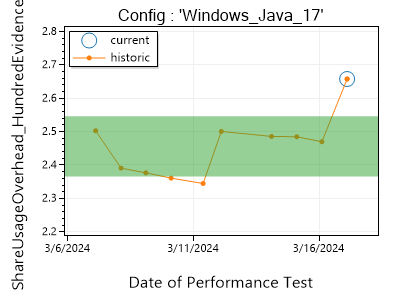 Config : 'Windows_Java_17'
ShareUsageOverhead_HundredEvidence
2.8
2.7
2.6
2.5
2.4
2.3
2.2
current
historic
3/6/2024
3/11/2024
3/16/2024
Date of Performance Test